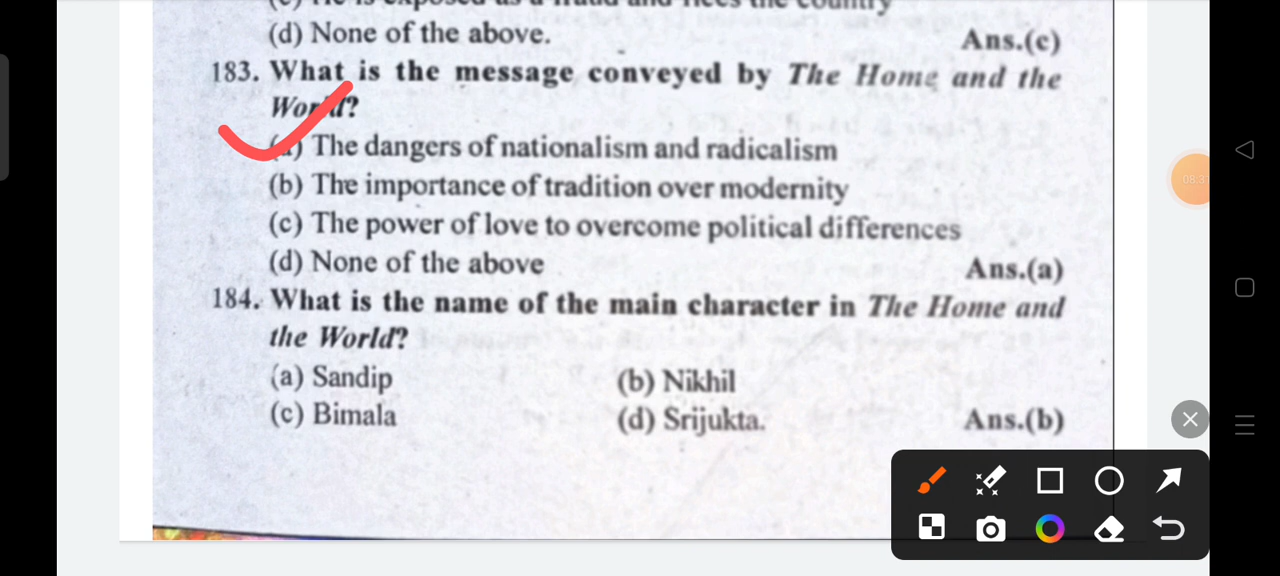 (d) None of the above. Ans.(c)
183. What is the message conveyed by The Home and the
World?
(a) The dangers of nationalism and radicalism
(b) The importance of tradition over modernity
(c) The power of love to overcome political differences
(d) None of the above Ans.(a)
184. What is the name of the main character in The Home and
the World?
(a) Sandip (b) Nikhil
(c) Bimala (d) Srijukta. Ans.(b)